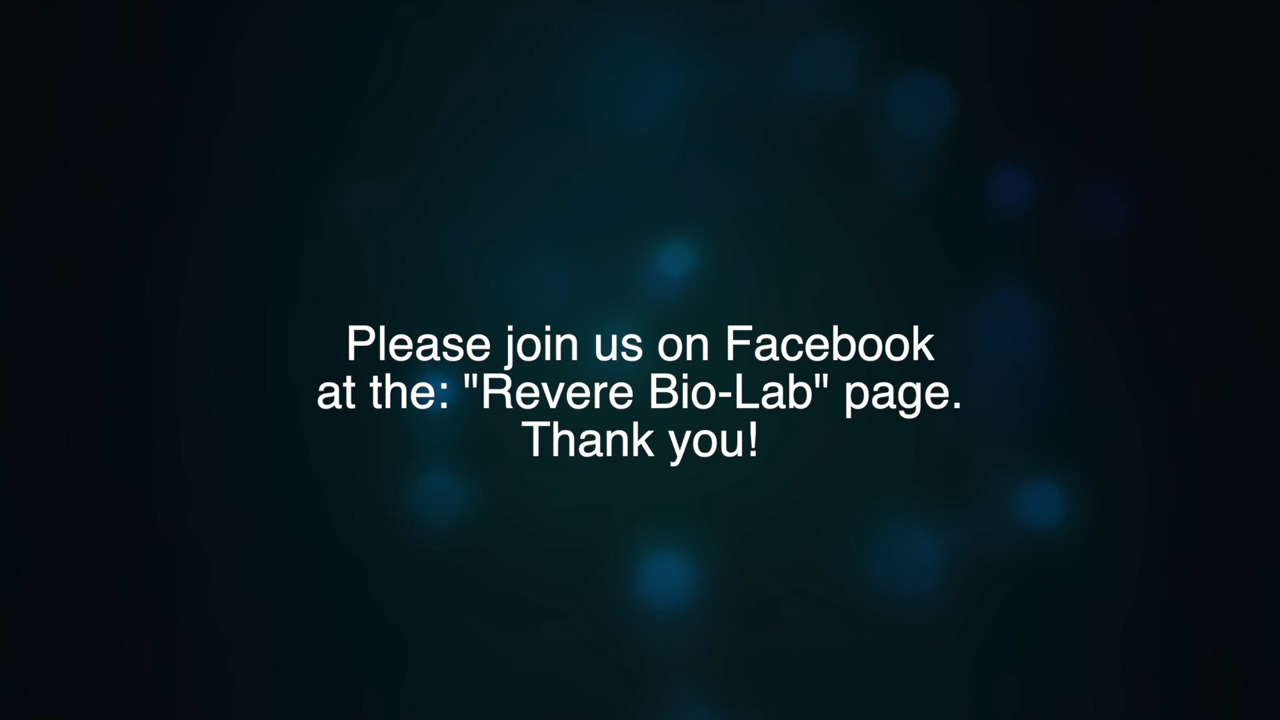 Please join us on Facebook
at the: "Revere Bio-Lab" page.
Thank you!